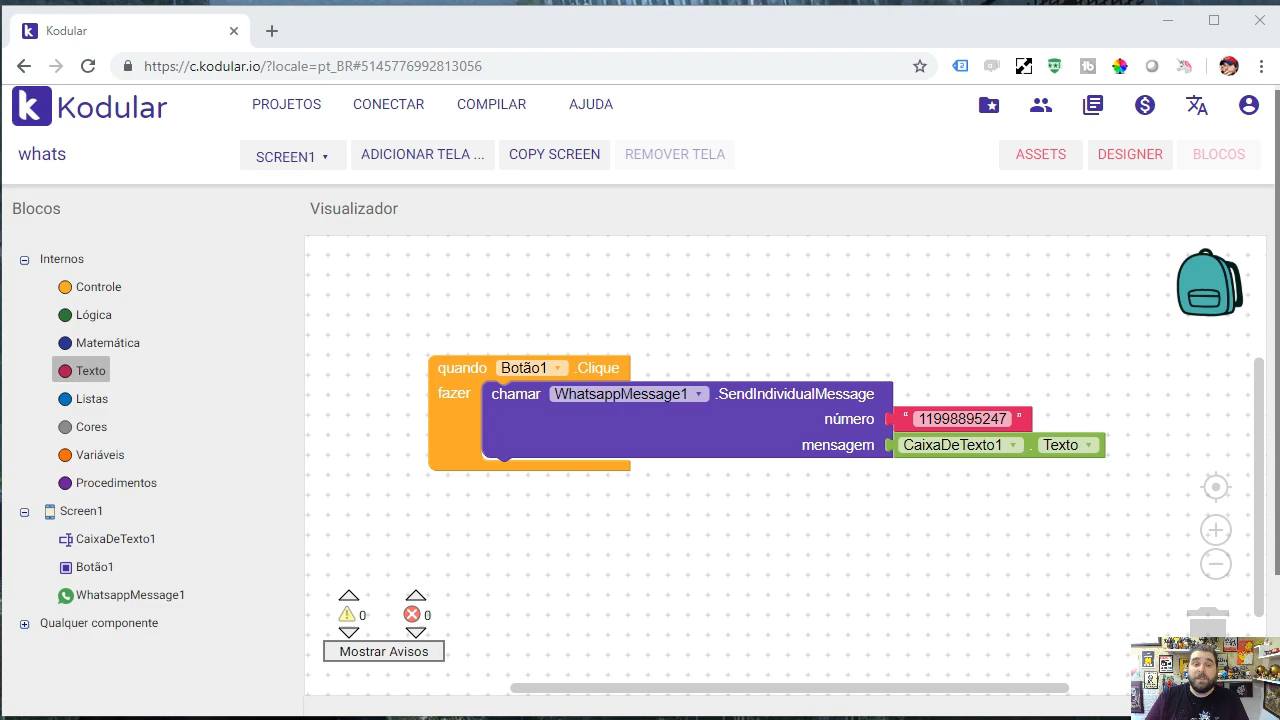 Kodular
https://c.kodular.io/?locale=pt_BR#5145776992813056
Kodular PROJETOS CONECTAR COMPILAR AJUDA
whats SCREEN1 ADICIONAR TELA ... COPY SCREEN REMOVER TELA ASSETS DESIGNER BLOCOS
Blocos Visualizador
Internos
Controle
Lógica
Matemática
Texto
Listas
Cores
Variáveis
Procedimentos
Screen1
CaixaDeTexto1
Botão1
WhatsappMessage1
Qualquer componente
quando Botão1 .Clique
fazer chamar WhatsappMessage1 .SendIndividualMessage
número " 11998895247 "
mensagem CaixaDeTexto1 . Texto
0 0
Mostrar Avisos